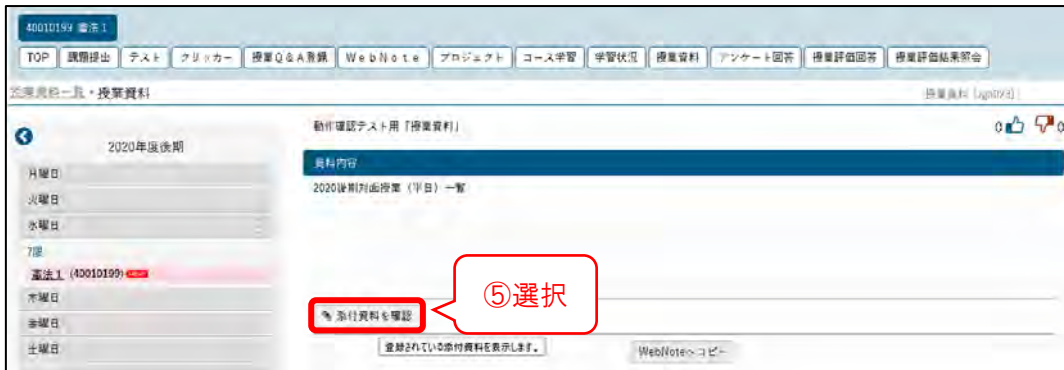 40010199 憲法1
TOP 課題提出 テスト クリッカー 授業Q&A登録 WebNote プロジェクト コース学習 学習状況 授業資料 アンケート回答 授業評価回答 授業評価結果照会
授業資料一覧・授業資料
動作確認テスト用「授業資料」 0 0
2020年度後期
資料内容
月曜日
2020後期対面授業（平日）一覧
火曜日
水曜日
7限
憲法1 (40010199)
木曜日
⑤選択
添付資料を確認
金曜日
土曜日
登録されている添付資料を表示します。
WebNoteへコピー